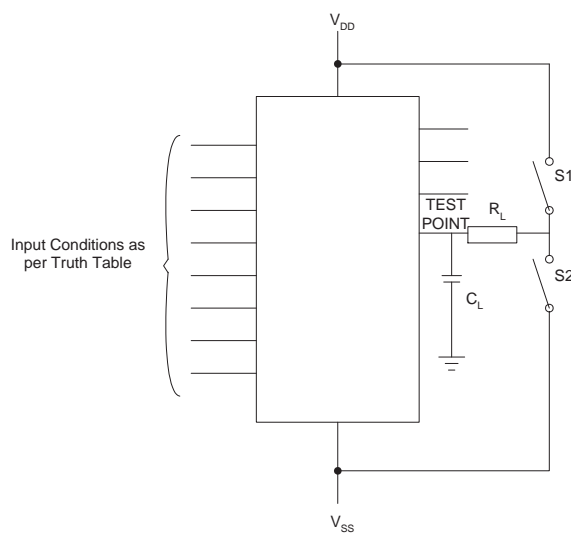 V_DD
S1
TEST
POINT
R_L
Input Conditions as
per Truth Table
S2
C_L
V_SS